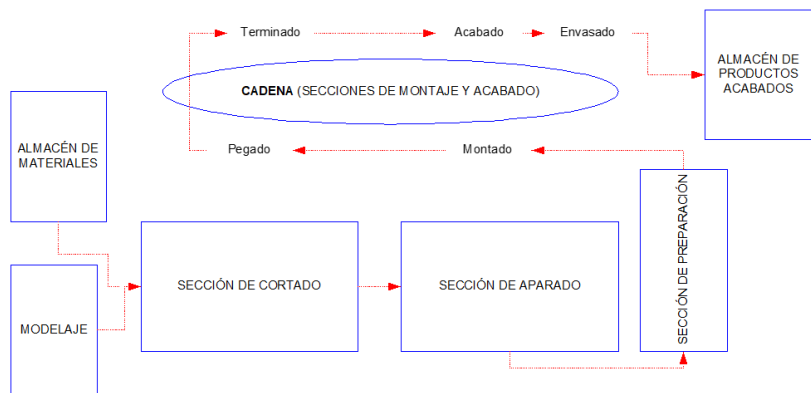 Terminado
Acabado
Envasado
ALMACÉN DE
PRODUCTOS
ACABADOS
CADENA (SECCIONES DE MONTAJE Y ACABADO)
ALMACÉN DE
MATERIALES
Pegado
Montado
SECCIÓN DE PREPARACIÓN
SECCIÓN DE CORTADO
SECCIÓN DE APARADO
MODELAJE